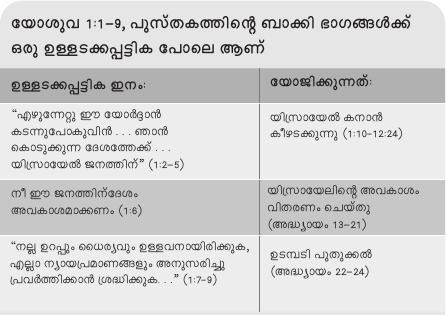 യോശുവ 1:1-9, പുസ്തകത്തിന്റെ ബാക്കി ഭാഗങ്ങൾക്ക്
ഒരു ഉള്ളടക്കപ്പട്ടിക പോലെ ആണ്
ഉള്ളടക്കപ്പട്ടിക ഇനം:
യോജിക്കുന്നത്:
“എഴുന്നേറ്റു ഈ യോർദ്ദാൻ
കടന്നുപോകുവിൻ . . . ഞാൻ
കൊടുക്കുന്ന ദേശത്തേക്ക് . . .
യിസ്രായേൽ ജനത്തിന്” (1:2-5)
യിസ്രായേൽ കനാൻ
കീഴടക്കുന്നു (1:10-12:24)
നീ ഈ ജനത്തിന്ദേശം
അവകാശമാക്കണം (1:6)
യിസ്രായേലിന്റെ അവകാശം
വിതരണം ചെയ്തു
(അദ്ധ്യായം 13-21)
“നല്ല ഉറപ്പും ധൈര്യവും ഉള്ളവനായിരിക്കുക,
എല്ലാ ന്യായപ്രമാണങ്ങളും അനുസരിച്ചു
പ്രവർത്തിക്കാൻ ശ്രദ്ധിക്കുക. . .” (1:7-9)
ഉടമ്പടി പുതുക്കൽ
(അദ്ധ്യായം 22-24)